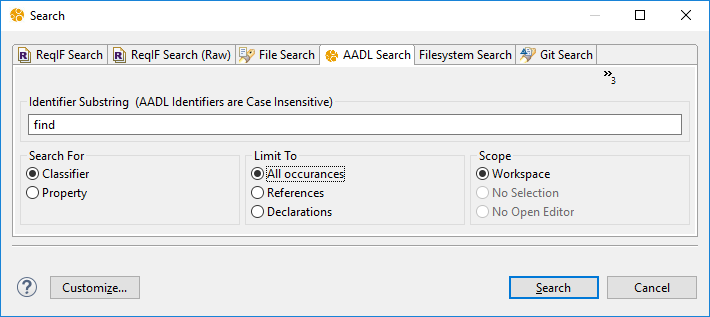 Search
ReqIF Search ReqIF Search (Raw) File Search AADL Search Filesystem Search Git Search
»3
Identifier Substring (AADL Identifiers are Case Insensitive)
find
Search For Limit To Scope
Classifier All occurances Workspace
Property References No Selection
Declarations No Open Editor
? Customize... Search Cancel